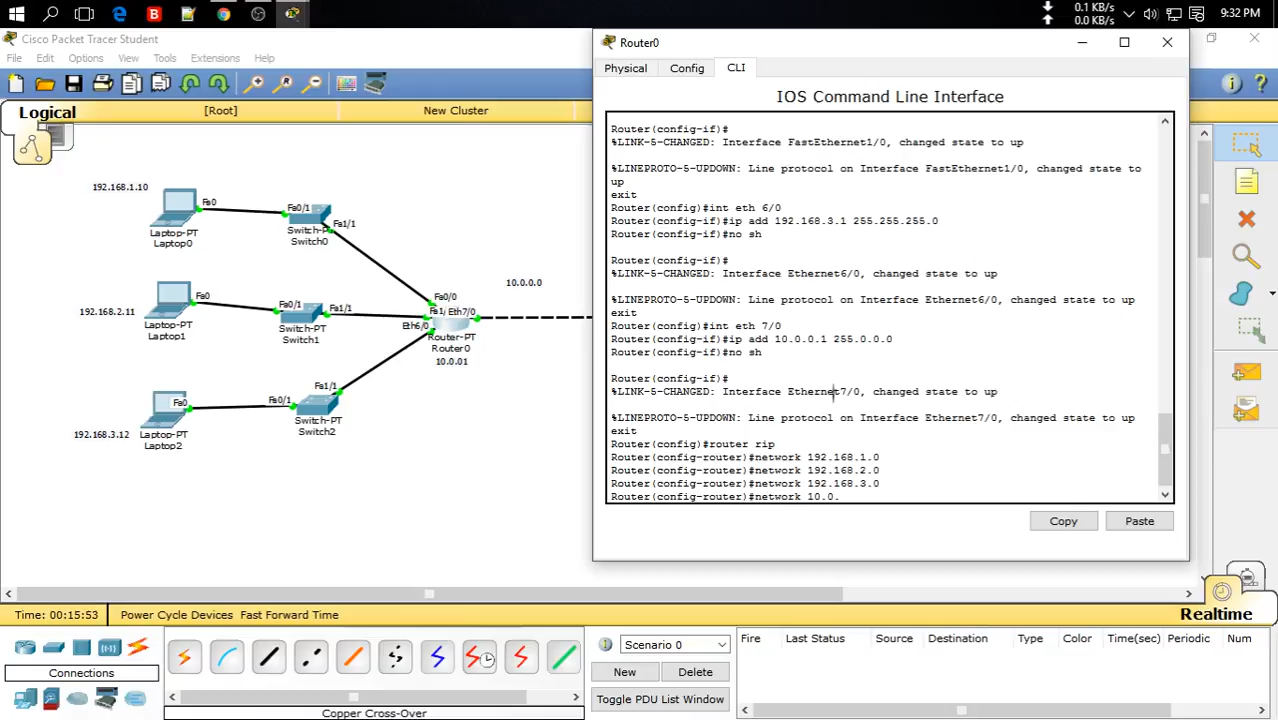 0.1 KB/s
0.0 KB/s
9:32 PM
Cisco Packet Tracer Student
File Edit Options View Tools Extensions Help
Logical
[Root]
New Cluster
192.168.1.10
Fa0
Fa0/1
Fa1/1
Laptop-PT
Laptop0
Switch-P
Switch0
10.0.0.0
192.168.2.11
Fa0
Fa0/1
Fa1/1
Fa0/0
Fa1/
Eth7/0
Eth6/0
Laptop-PT
Laptop1
Switch-PT
Switch1
Router-PT
Router0
10.0.01
192.168.3.12
Fa0
Fa0/1
Fa1/1
Laptop-PT
Laptop2
Switch-PT
Switch2
Router0
Physical Config CLI
IOS Command Line Interface
Router(config-if)#
%LINK-5-CHANGED: Interface FastEthernet1/0, changed state to up
%LINEPROTO-5-UPDOWN: Line protocol on Interface FastEthernet1/0, changed state to
up
exit
Router(config)#int eth 6/0
Router(config-if)#ip add 192.168.3.1 255.255.255.0
Router(config-if)#no sh
Router(config-if)#
%LINK-5-CHANGED: Interface Ethernet6/0, changed state to up
%LINEPROTO-5-UPDOWN: Line protocol on Interface Ethernet6/0, changed state to up
exit
Router(config)#int eth 7/0
Router(config-if)#ip add 10.0.0.1 255.0.0.0
Router(config-if)#no sh
Router(config-if)#
%LINK-5-CHANGED: Interface Ethernet7/0, changed state to up
%LINEPROTO-5-UPDOWN: Line protocol on Interface Ethernet7/0, changed state to up
exit
Router(config)#router rip
Router(config-router)#network 192.168.1.0
Router(config-router)#network 192.168.2.0
Router(config-router)#network 192.168.3.0
Router(config-router)#network 10.0.
Copy
Paste
Time: 00:15:53
Power Cycle Devices Fast Forward Time
Realtime
Connections
Copper Cross-Over
Scenario 0
New
Delete
Toggle PDU List Window
Fire Last Status Source Destination Type Color Time(sec) Periodic Num